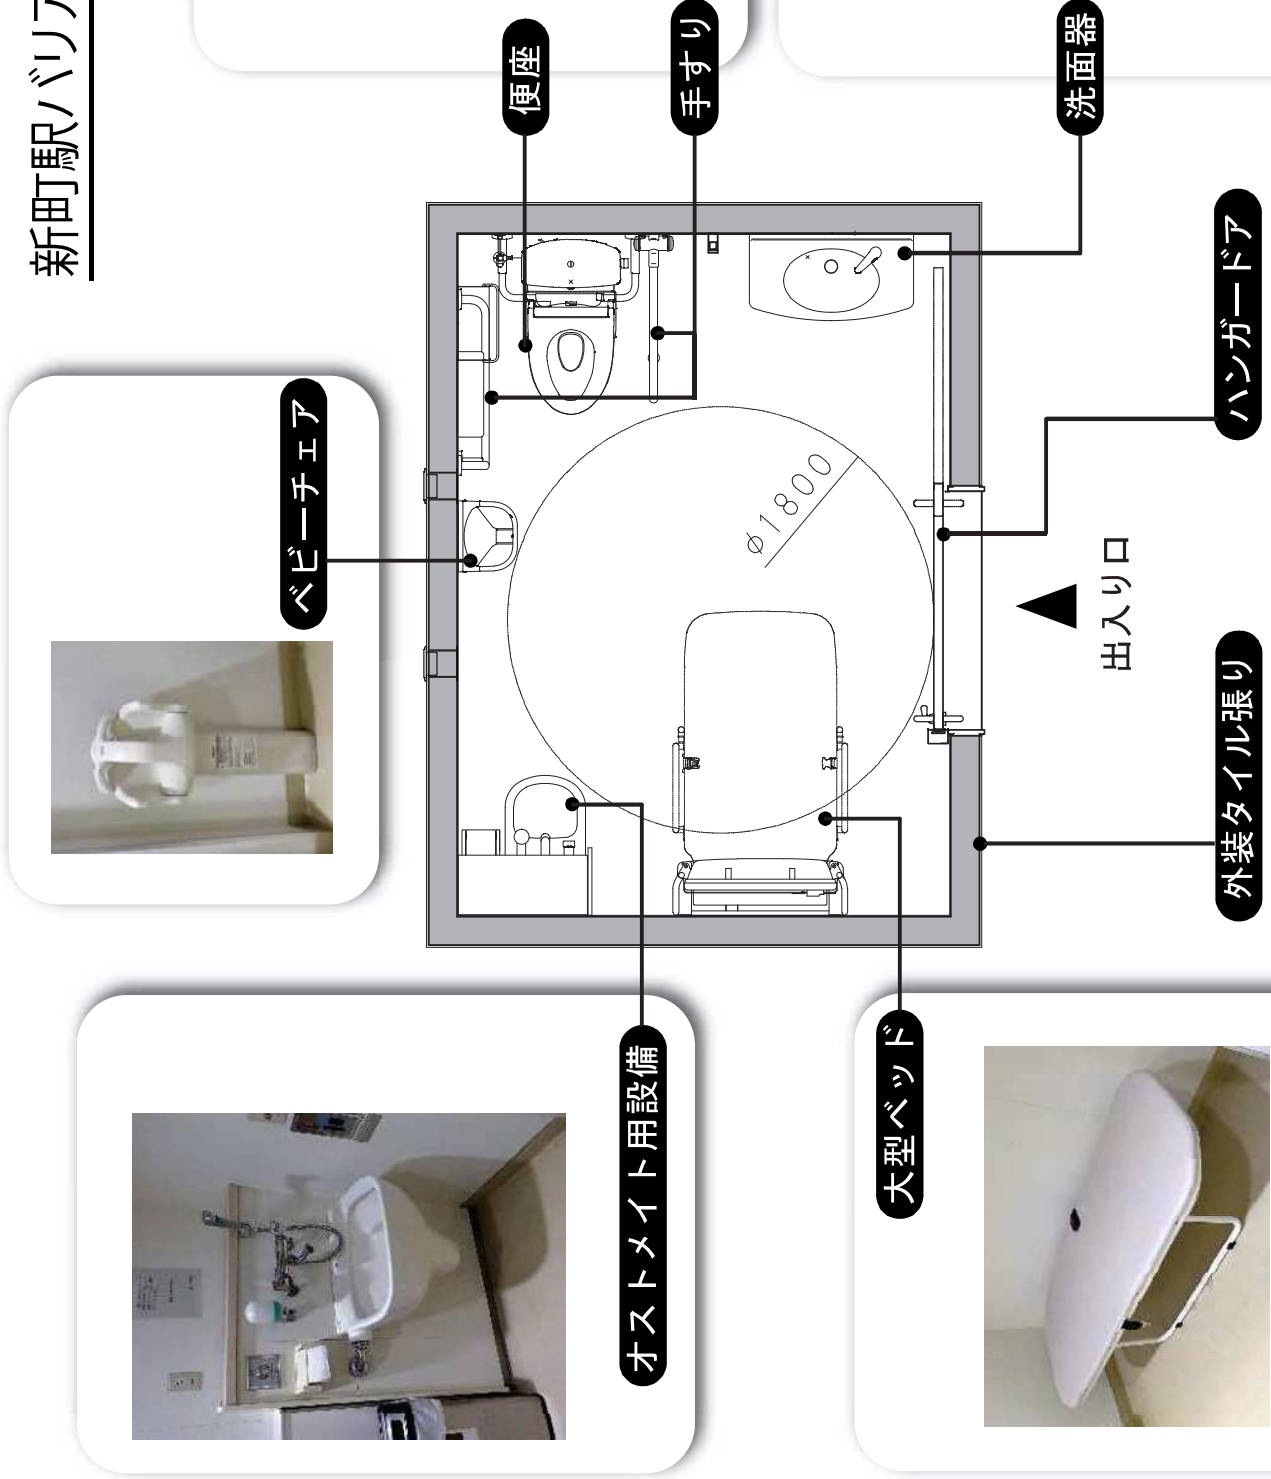 新町駅バリア
便座
手すり
洗面器
ベビーチェア
ハンガードア
φ1800
出入り口
外装タイル張り
オストメイト用設備
大型ベッド